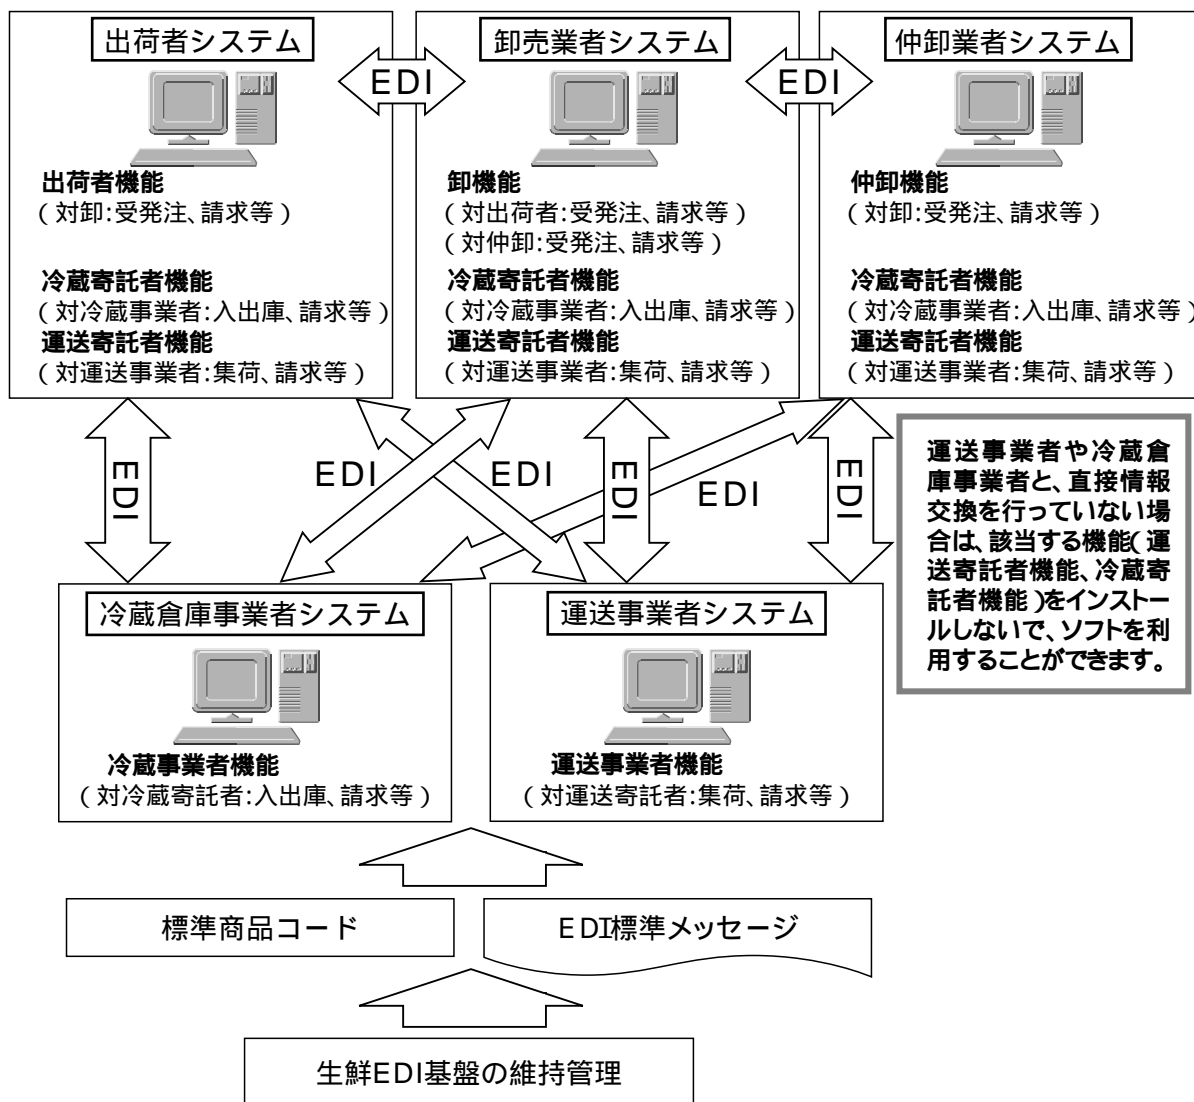 出荷者システム
EDI
卸売業者システム
EDI
仲卸業者システム
出荷者機能
(対卸:受発注、請求等)
冷蔵寄託者機能
(対冷蔵事業者:入出庫、請求等)
運送寄託者機能
(対運送事業者:集荷、請求等)
卸機能
(対出荷者:受発注、請求等)
(対仲卸:受発注、請求等)
冷蔵寄託者機能
(対冷蔵事業者:入出庫、請求等)
運送寄託者機能
(対運送事業者:集荷、請求等)
仲卸機能
(対卸:受発注、請求等)
冷蔵寄託者機能
(対冷蔵事業者:入出庫、請求等)
運送寄託者機能
(対運送事業者:集荷、請求等)
EDI
EDI
EDI
EDI
EDI
EDI
運送事業者や冷蔵倉
庫事業者と、直接情報
交換を行っていない場
合は、該当する機能(運
送寄託者機能、冷蔵寄
託者機能)をインストー
ルしないで、ソフトを利
用することができます。
冷蔵倉庫事業者システム
冷蔵事業者機能
(対冷蔵寄託者:入出庫、請求等)
運送事業者システム
運送事業者機能
(対運送寄託者:集荷、請求等)
標準商品コード
EDI標準メッセージ
生鮮EDI基盤の維持管理